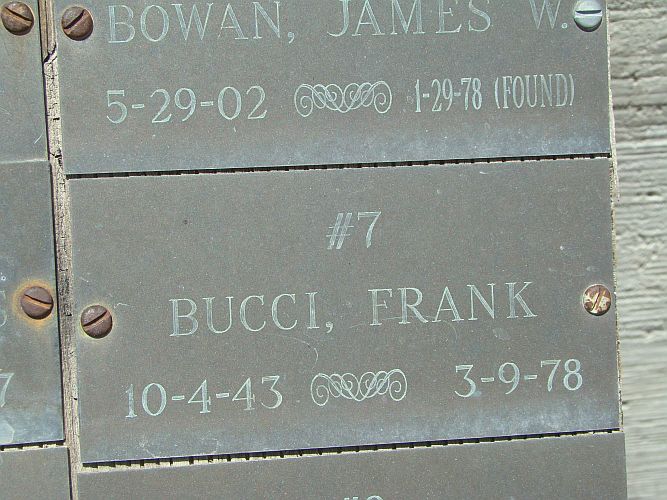 BOWAN, JAMES W.
5-29-02 1-29-78 (FOUND)
#7
BUCCI, FRANK
10-4-43 3-9-78